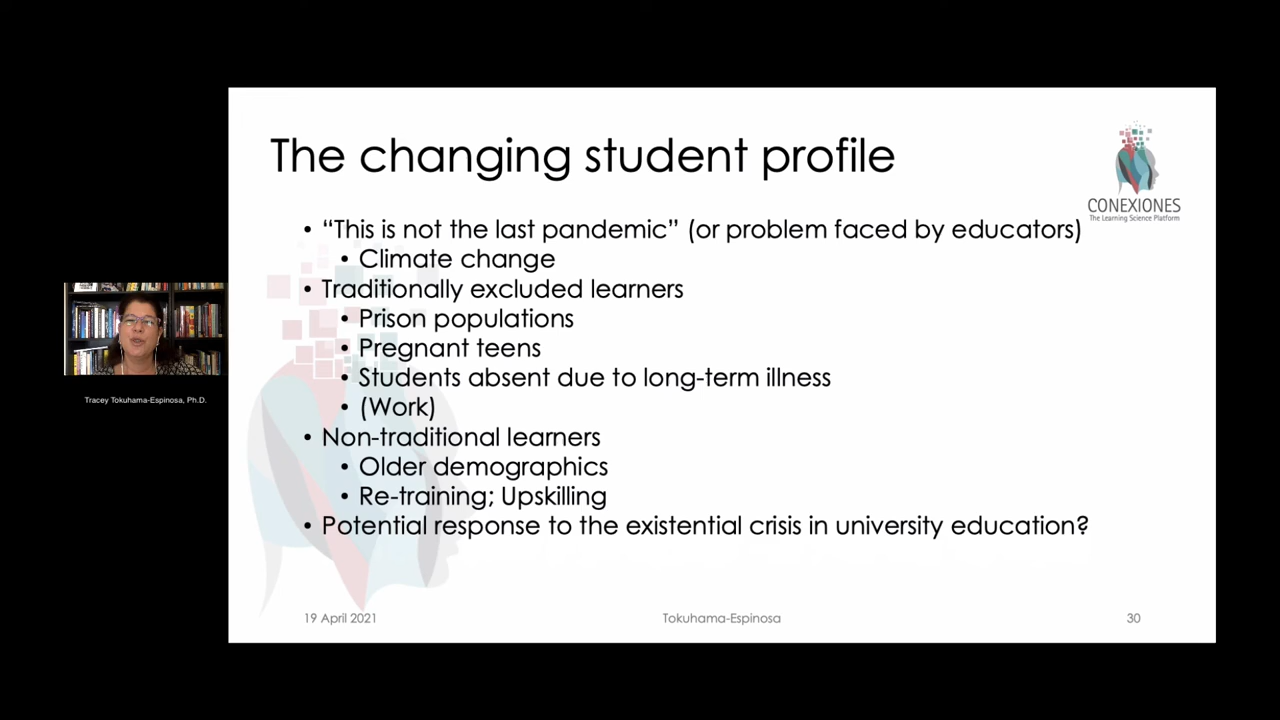 The changing student profile
CONEXIONES
The Learning Science Platform
• “This is not the last pandemic” (or problem faced by educators)
• Climate change
• Traditionally excluded learners
• Prison populations
• Pregnant teens
• Students absent due to long-term illness
• (Work)
• Non-traditional learners
• Older demographics
• Re-training; Upskilling
• Potential response to the existential crisis in university education?
Tracey Tokuhama-Espinosa, Ph.D.
19 April 2021
Tokuhama-Espinosa
30